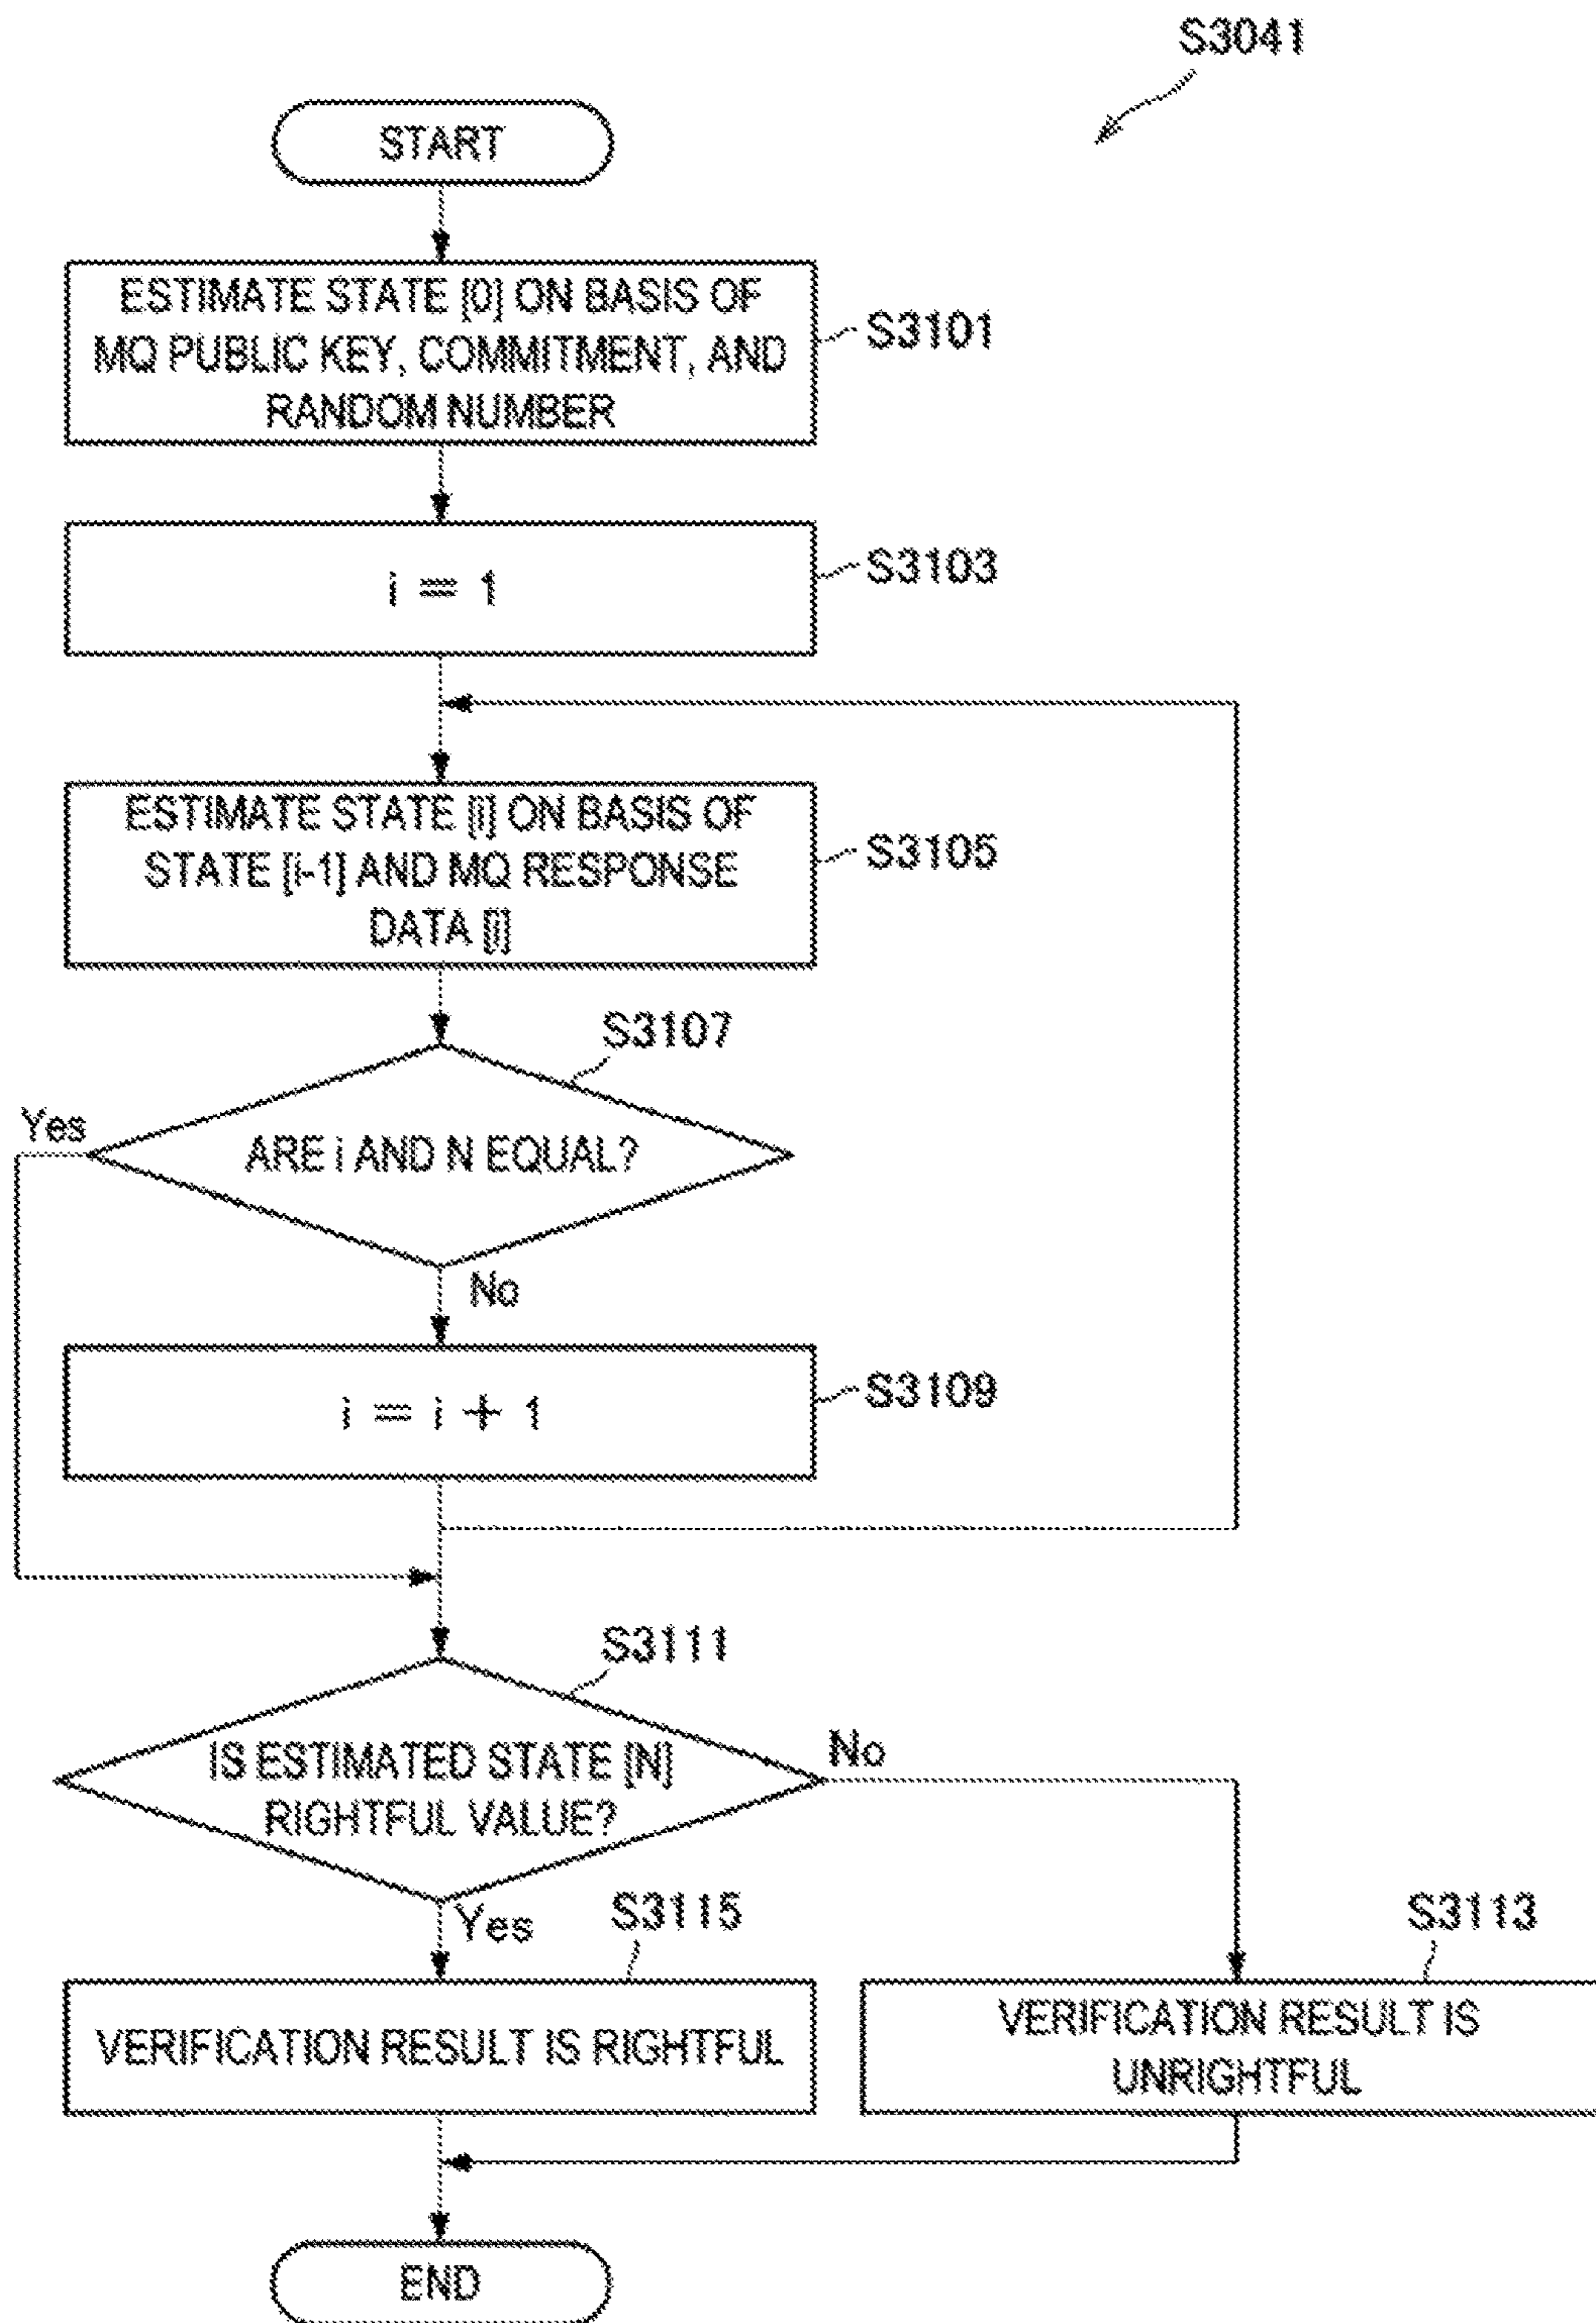 S3041
START
ESTIMATE STATE [0] ON BASIS OF
MQ PUBLIC KEY, COMMITMENT, AND
RANDOM NUMBER
S3101
i = 1
S3103
ESTIMATE STATE [i] ON BASIS OF
STATE [i-1] AND MQ RESPONSE
DATA [i]
S3105
S3107
Yes
ARE i AND N EQUAL?
No
i = i + 1
S3109
S3111
IS ESTIMATED STATE [N]
RIGHTFUL VALUE?
No
Yes
S3115
S3113
VERIFICATION RESULT IS RIGHTFUL
VERIFICATION RESULT IS
UNRIGHTFUL
END